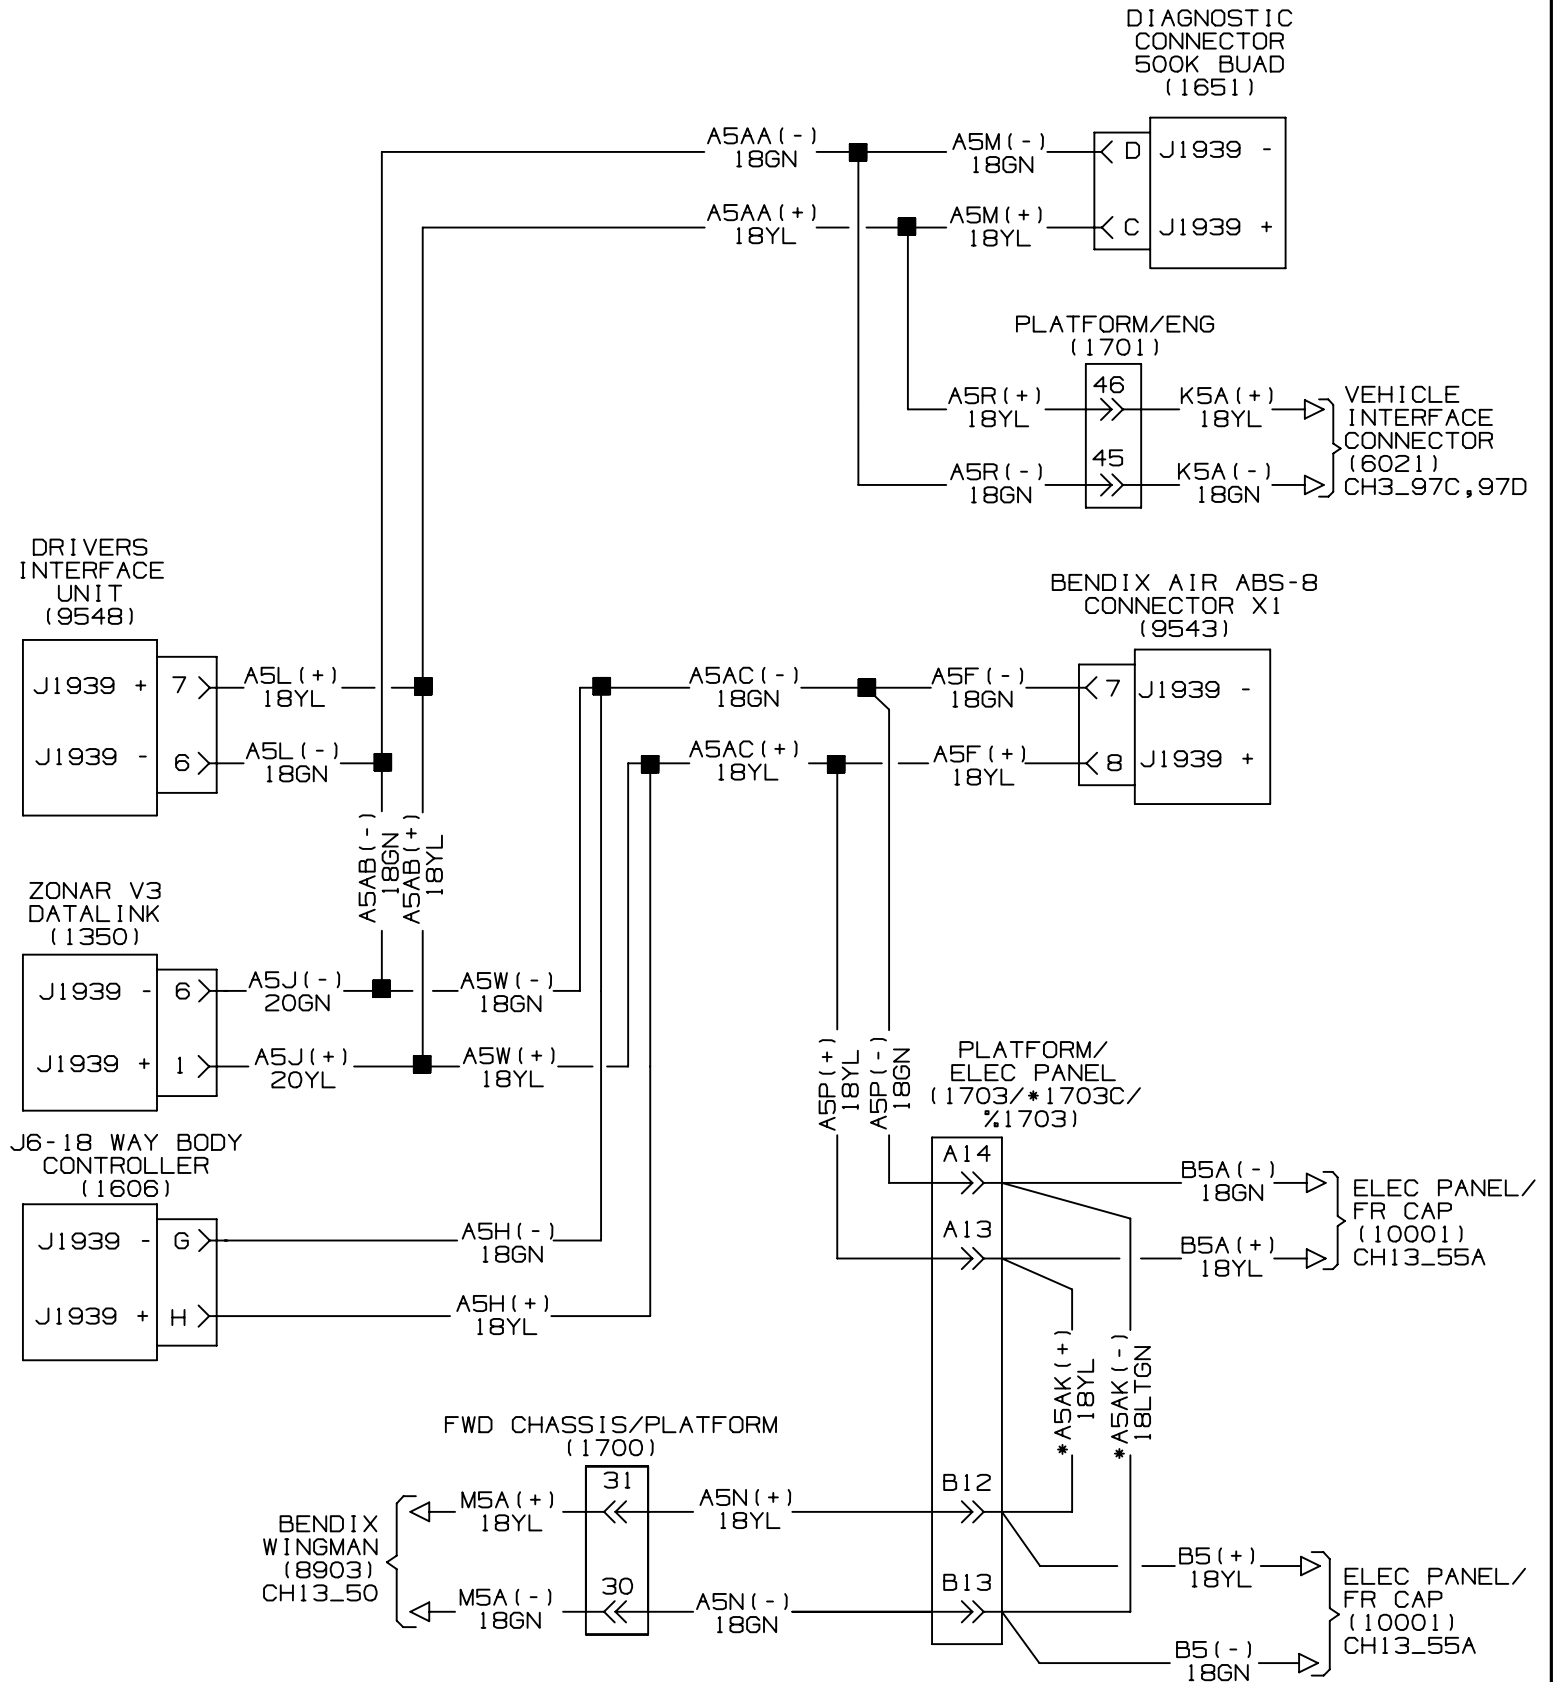 DIAGNOSTIC
CONNECTOR
500K BUAD
(1651)
A5AA(-)
18GN
A5M(-)
18GN
D
J1939 -
A5AA(+)
18YL
A5M(+)
18YL
C
J1939 +
PLATFORM/ENG
(1701)
A5R(+)
18YL
46
K5A(+)
18YL
A5R(-)
18GN
45
K5A(-)
18GN
VEHICLE
INTERFACE
CONNECTOR
(6021)
CH3_97C,97D
DRIVERS
INTERFACE
UNIT
(9548)
J1939 +
7
A5L(+)
18YL
J1939 -
6
A5L(-)
18GN
BENDIX AIR ABS-8
CONNECTOR X1
(9543)
A5AC(-)
18GN
A5F(-)
18GN
7
J1939 -
A5AC(+)
18YL
A5F(+)
18YL
8
J1939 +
A5AB(-)
18GN
A5AB(+)
18YL
ZONAR V3
DATALINK
(1350)
J1939 -
6
A5J(-)
20GN
A5W(-)
18GN
J1939 +
1
A5J(+)
20YL
A5W(+)
18YL
A5P(+)
18YL
A5P(-)
18GN
PLATFORM/
ELEC PANEL
(1703/*1703C/
%1703)
J6-18 WAY BODY
CONTROLLER
(1606)
J1939 -
G
A5H(-)
18GN
J1939 +
H
A5H(+)
18YL
A14
B5A(-)
18GN
A13
B5A(+)
18YL
ELEC PANEL/
FR CAP
(10001)
CH13_55A
*A5AK(+)
18YL
*A5AK(-)
18LTGN
FWD CHASSIS/PLATFORM
(1700)
BENDIX
WINGMAN
(8903)
CH13_50
M5A(+)
18YL
31
A5N(+)
18YL
B12
M5A(-)
18GN
30
A5N(-)
18GN
B13
B5(+)
18YL
B5(-)
18GN
ELEC PANEL/
FR CAP
(10001)
CH13_55A